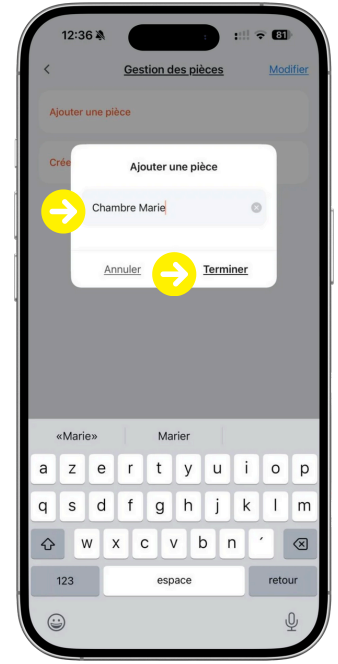 12:36 81
Gestion des pièces Modifier
Ajouter une pièce
Crée
Ajouter une pièce
Chambre Marie
Annuler Terminer
«Marie» Marier
a z e r t y u i o p
q s d f g h j k l m
w x c v b n ´
123 espace retour